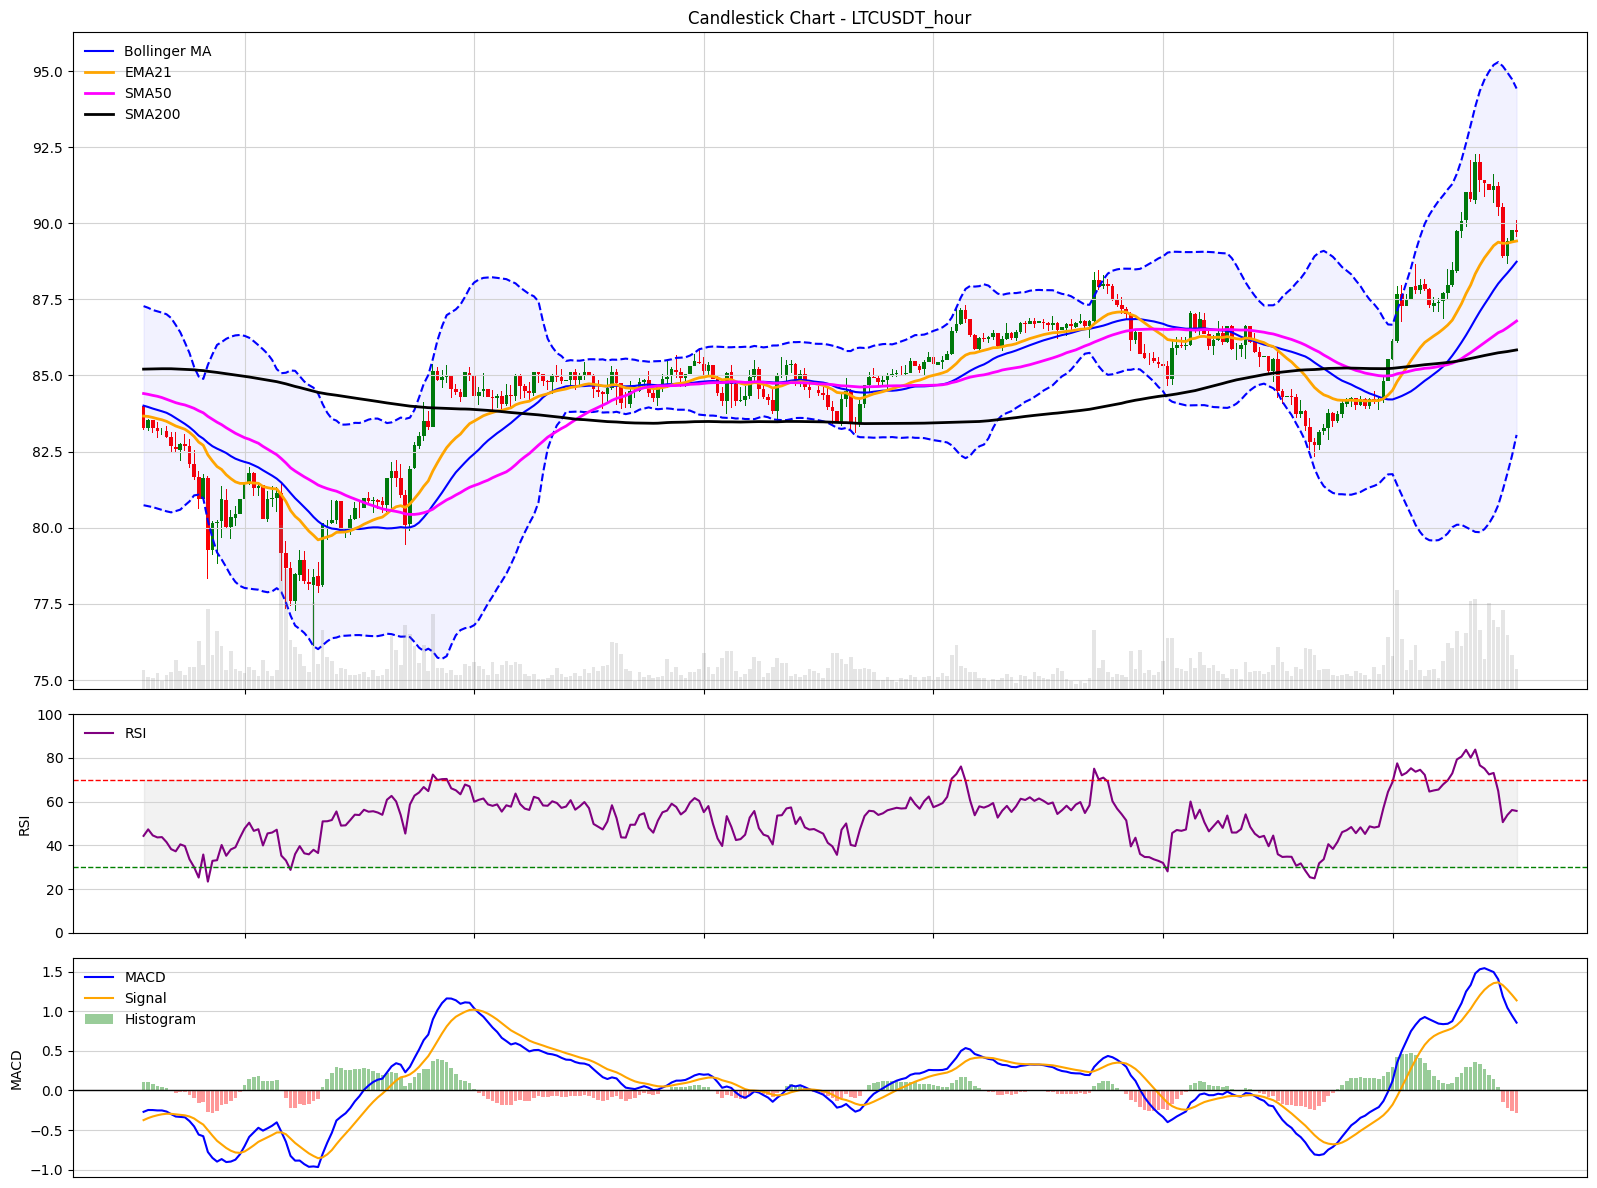 Candlestick Chart - LTCUSDT_hour
Bollinger MA
EMA21
SMA50
SMA200
95.0
92.5
90.0
87.5
85.0
82.5
80.0
77.5
75.0
RSI
100
80
60
40
20
0
RSI
MACD
Signal
Histogram
1.5
1.0
0.5
0.0
−0.5
−1.0
MACD